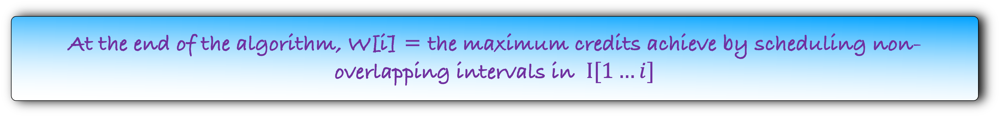 At the end of the algorithm, W[i] = the maximum credits achieve by scheduling non-
overlapping intervals in I[1 … i]